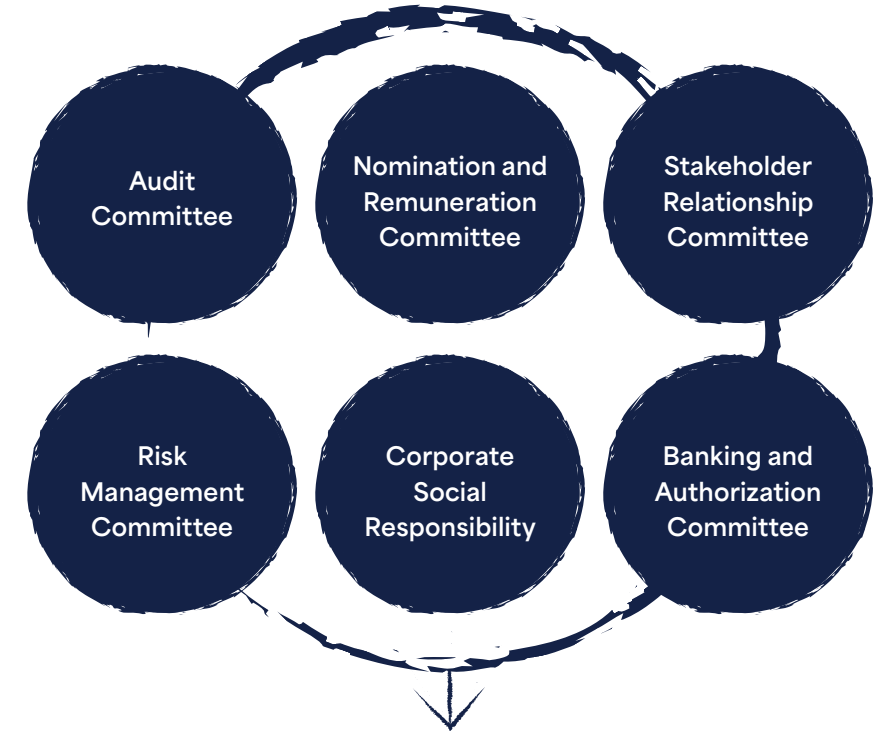 Audit
Committee
Nomination and
Remuneration
Committee
Stakeholder
Relationship
Committee
Risk
Management
Committee
Corporate
Social
Responsibility
Banking and
Authorization
Committee